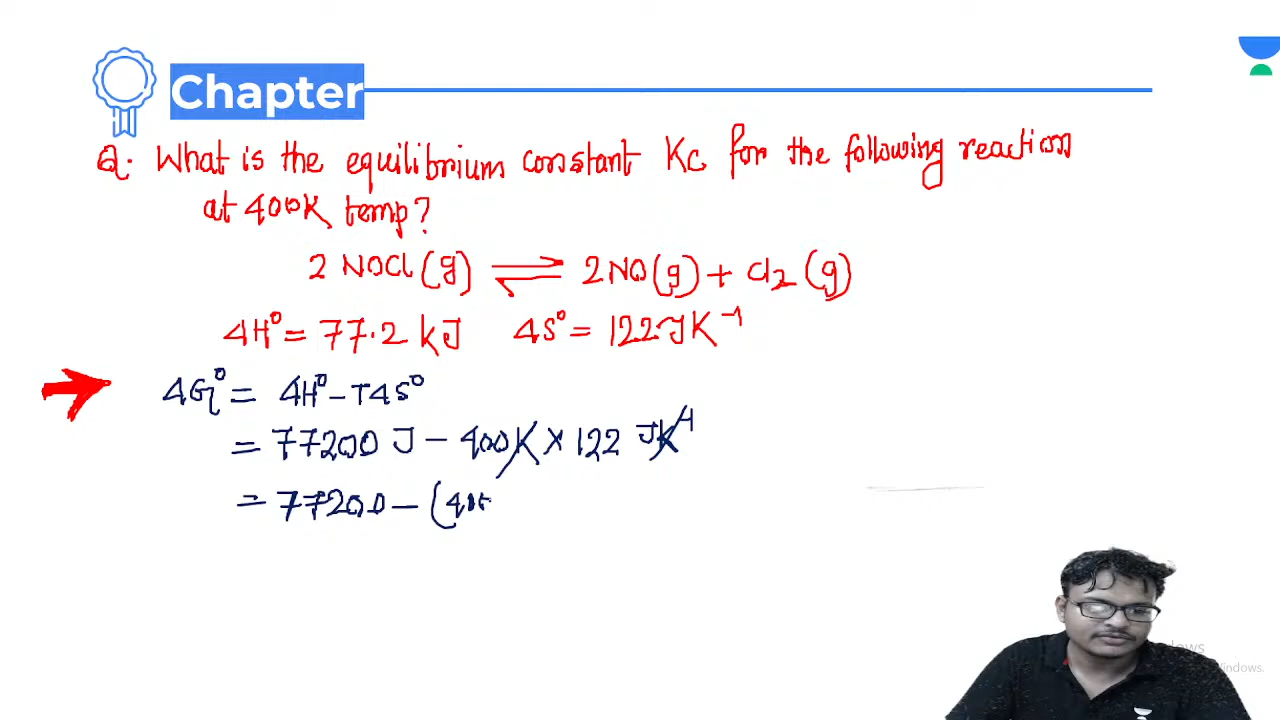 Chapter
Q. What is the equilibrium constant Kc for the following reaction
at 400K temp?
2 NOCl(g) ⇌ 2NO(g) + Cl2(g)
ΔH° = 77.2 kJ ΔS° = 122 JK⁻¹
ΔG° = ΔH° – TΔS°
= 77200 J – 400K × 122 JK⁻¹
= 77200 – (400